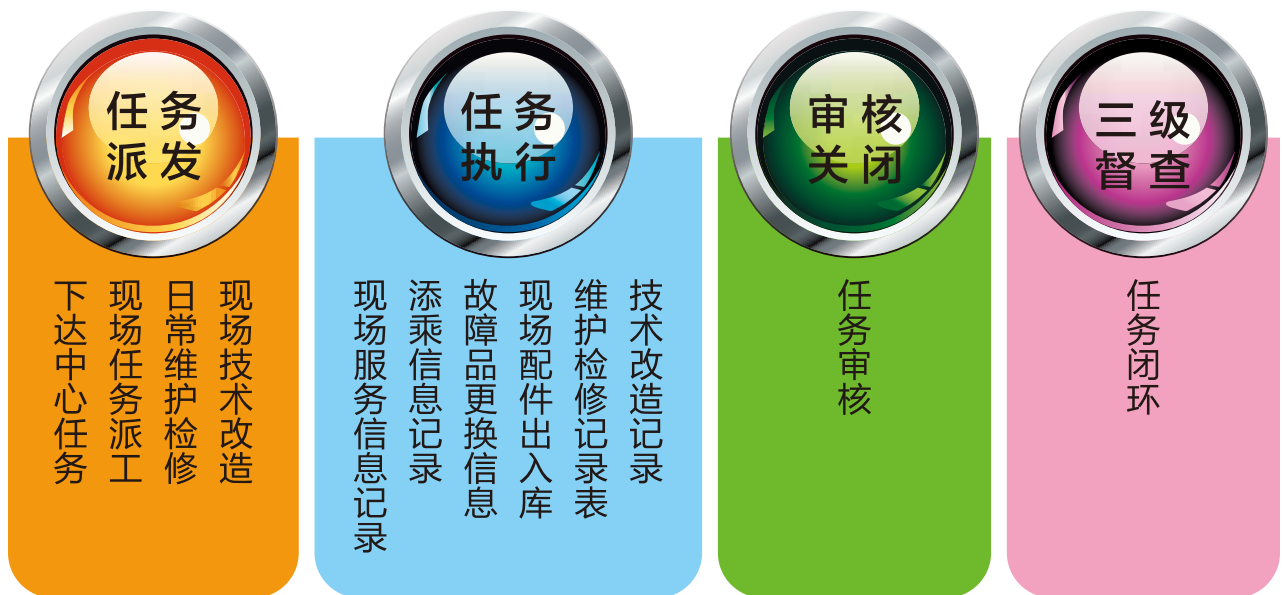 任务
派发
下达中心任务
现场任务派工
日常维护检修
现场技术改造
任务
执行
现场服务信息记录
添乘信息记录
故障品更换信息
现场配件出入库
维护检修记录表
技术改造记录
审核
关闭
任务审核
三级
督查
任务闭环